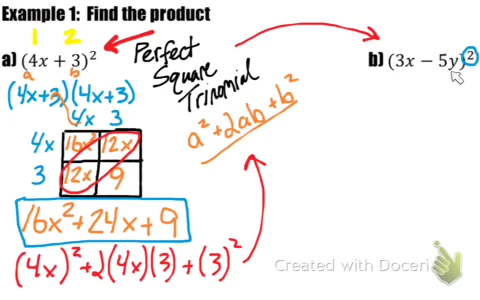 Example 1: Find the product
1 2
a) (4x + 3)²
a b
(4x+3)(4x+3)
4x 3
4x 16x² 12x
3 12x 9
16x²+24x+9
(4x)²+2(4x)(3)+(3)²
Perfect
Square
Trinomial
a²+2ab+b²
b) (3x − 5y)²
Created with Doceri